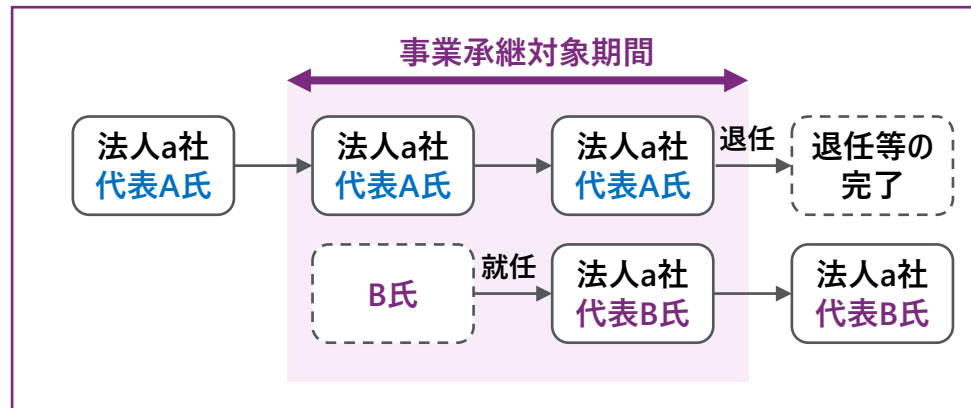 事業承継対象期間
法人a社
代表A氏
法人a社
代表A氏
法人a社
代表A氏
退任
退任等の
完了
B氏
就任
法人a社
代表B氏
法人a社
代表B氏